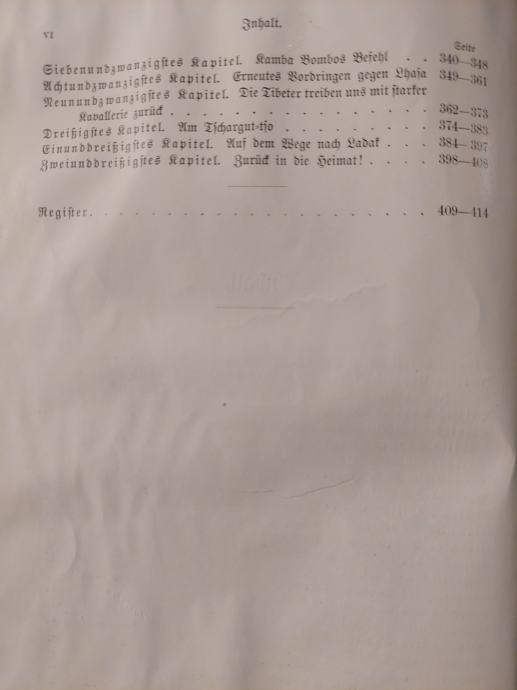 VI
Inhalt.
Seite
Siebenundzwanzigstes Kapitel. Kamba Bombos Befehl . . 340—348
Achtundzwanzigstes Kapitel. Erneutes Vordringen gegen Lhasa 349—361
Neunundzwanzigstes Kapitel. Die Tibeter treiben uns mit starker
Kavallerie zurück . . . . . . . . . . . . . . . 362—373
Dreißigstes Kapitel. Am Tschargut-tso . . . . . . . . . 374—383
Einunddreißigstes Kapitel. Auf dem Wege nach Ladak . . . 384—397
Zweiunddreißigstes Kapitel. Zurück in die Heimat! . . . . 398—408
Register. . . . . . . . . . . . . . . . . . . . . 409—414